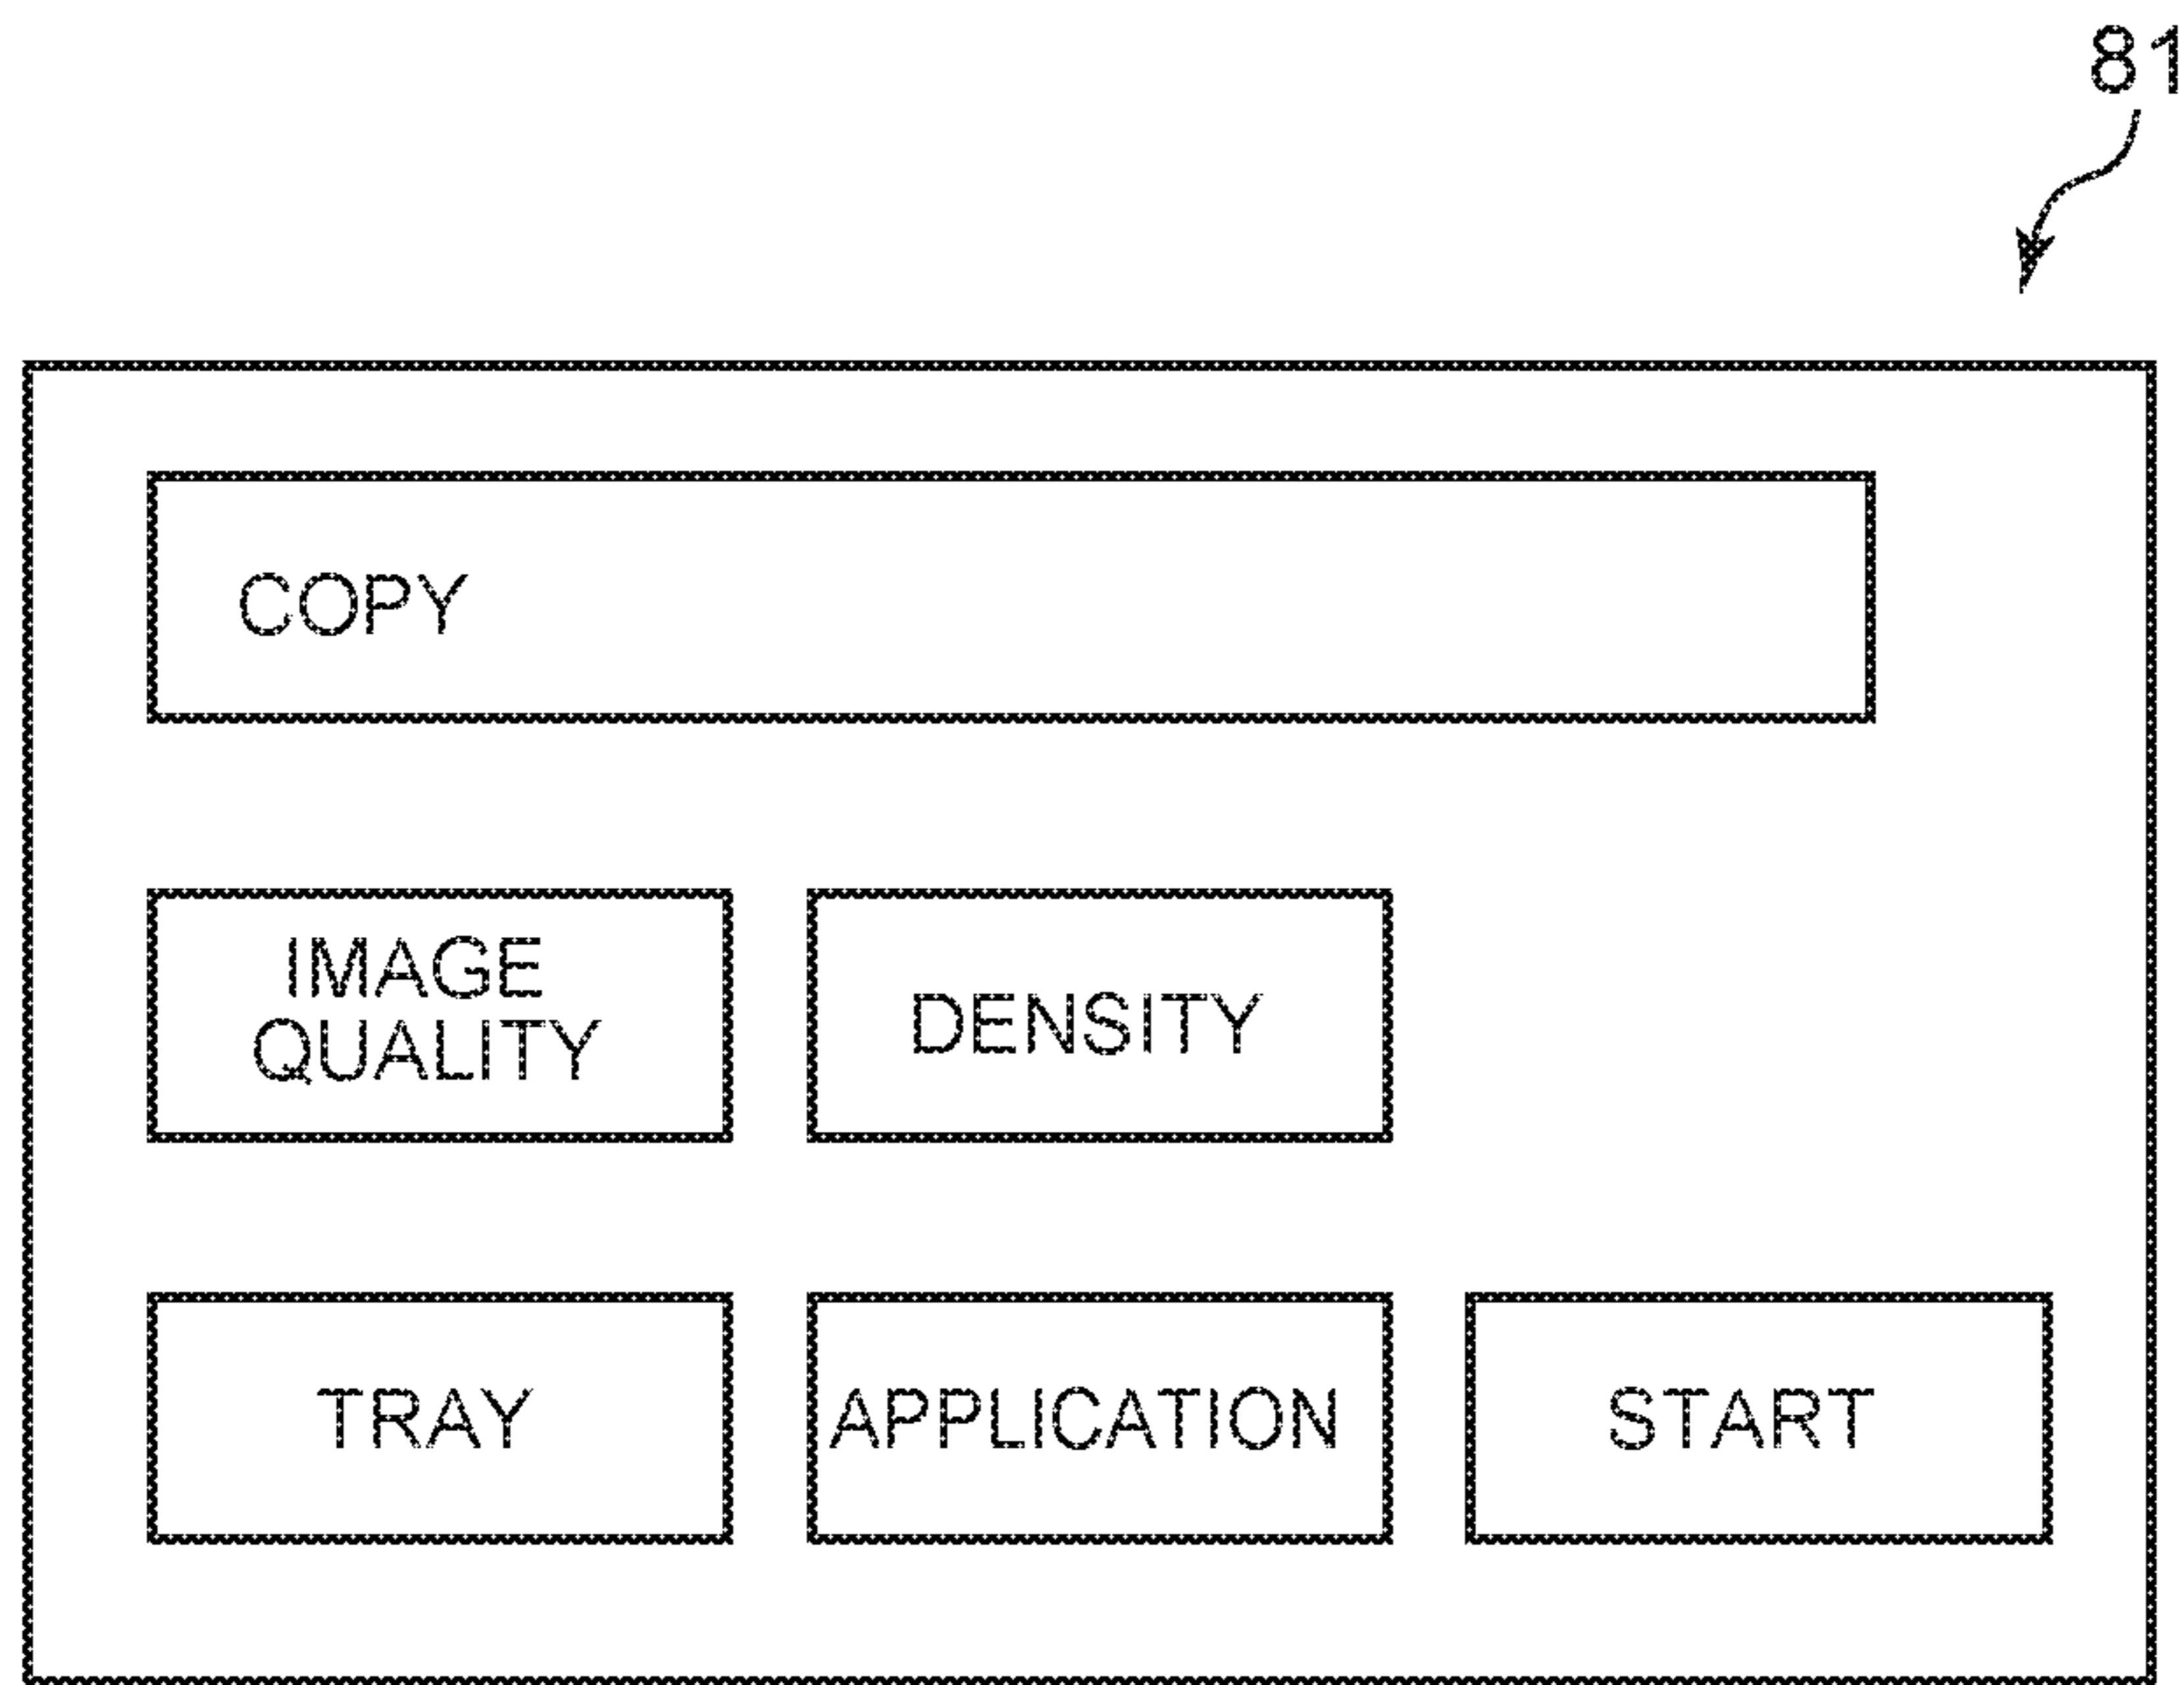 81
COPY
IMAGE
QUALITY
DENSITY
TRAY
APPLICATION
START